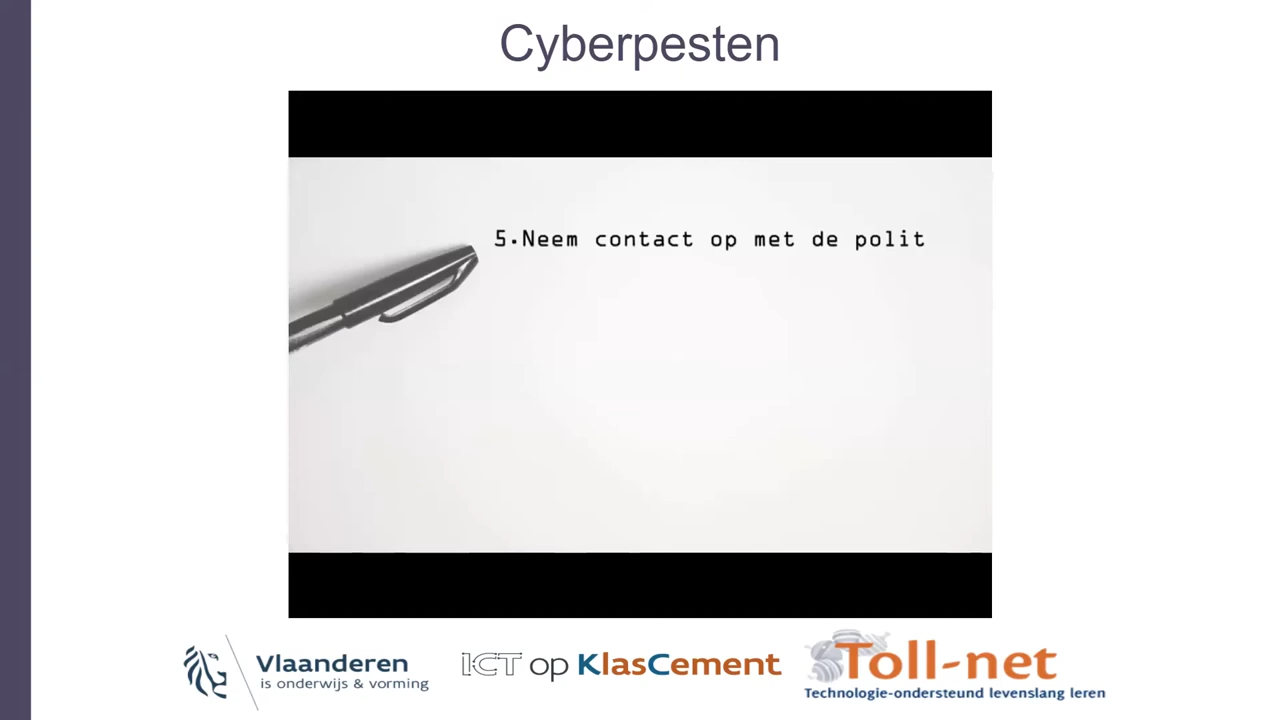 Cyberpesten
5.Neem contact op met de polit
Vlaanderen
is onderwijs & vorming
ICT op KlasCement
Toll-net
Technologie-ondersteund levenslang leren